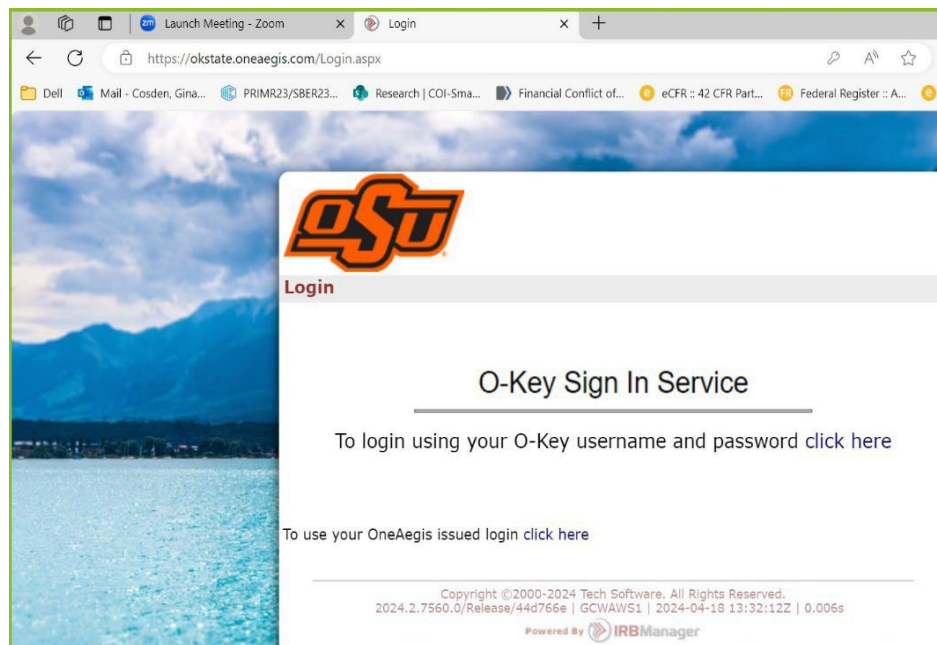 zm Launch Meeting - Zoom Login
https://okstate.oneaegis.com/Login.aspx
Dell Mail - Cosden, Gina... PRIMR23/SBER23... Research | COI-Sma... Financial Conflict of... eCFR :: 42 CFR Part... Federal Register :: A...
OSU
Login
O-Key Sign In Service
To login using your O-Key username and password click here
To use your OneAegis issued login click here
Copyright ©2000-2024 Tech Software. All Rights Reserved.
2024.2.7560.0/Release/44d766e | GCWAWS1 | 2024-04-18 13:32:12Z | 0.006s
Powered By IRBManager